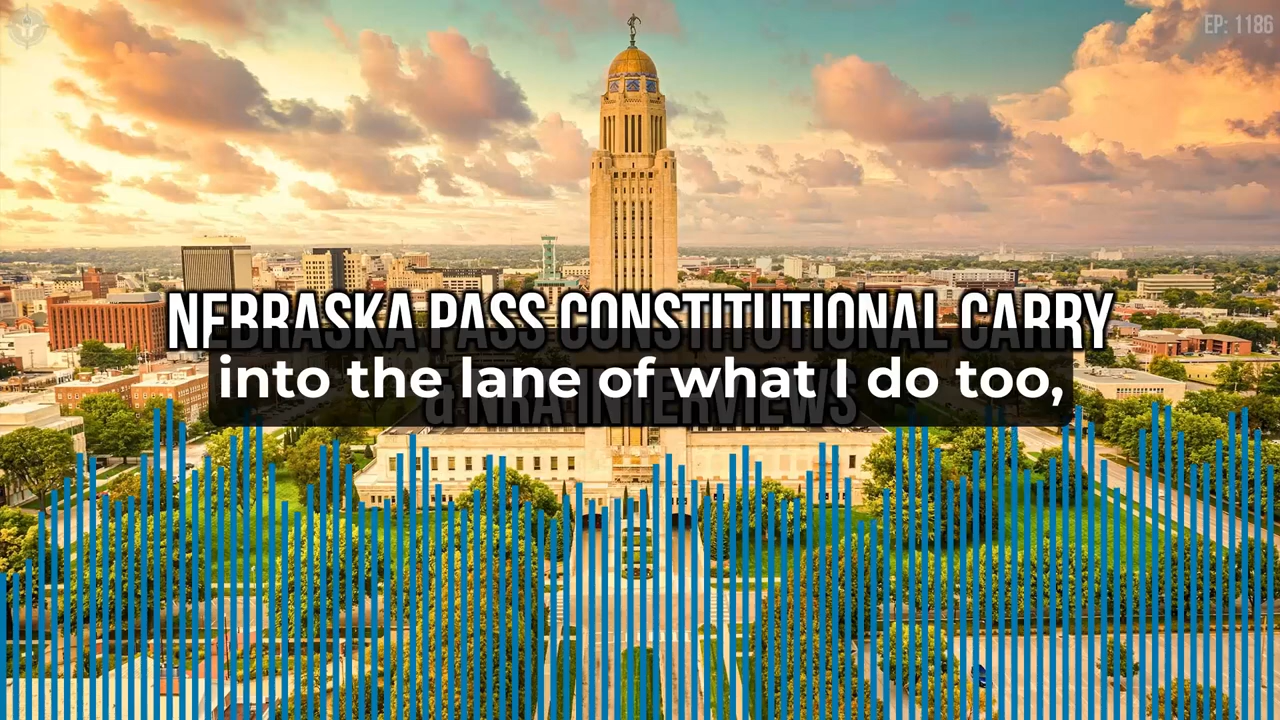 EP: 1186
NEBRASKA PASS CONSTITUTIONAL CARRY
into the lane of what I do too,
& NRA INTERVIEWS